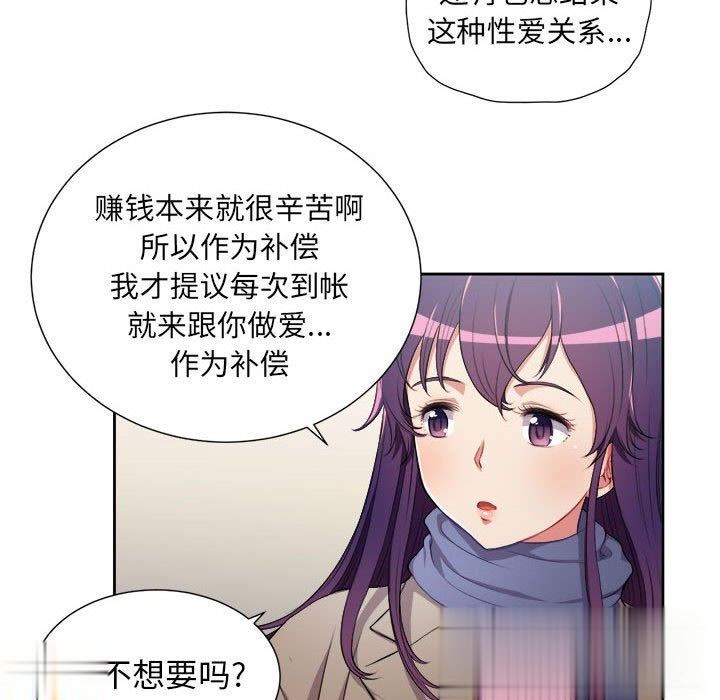 这种性爱关系...
赚钱本来就很辛苦啊
所以作为补偿
我才提议每次到帐
就来跟你做爱...
作为补偿
不想要吗?